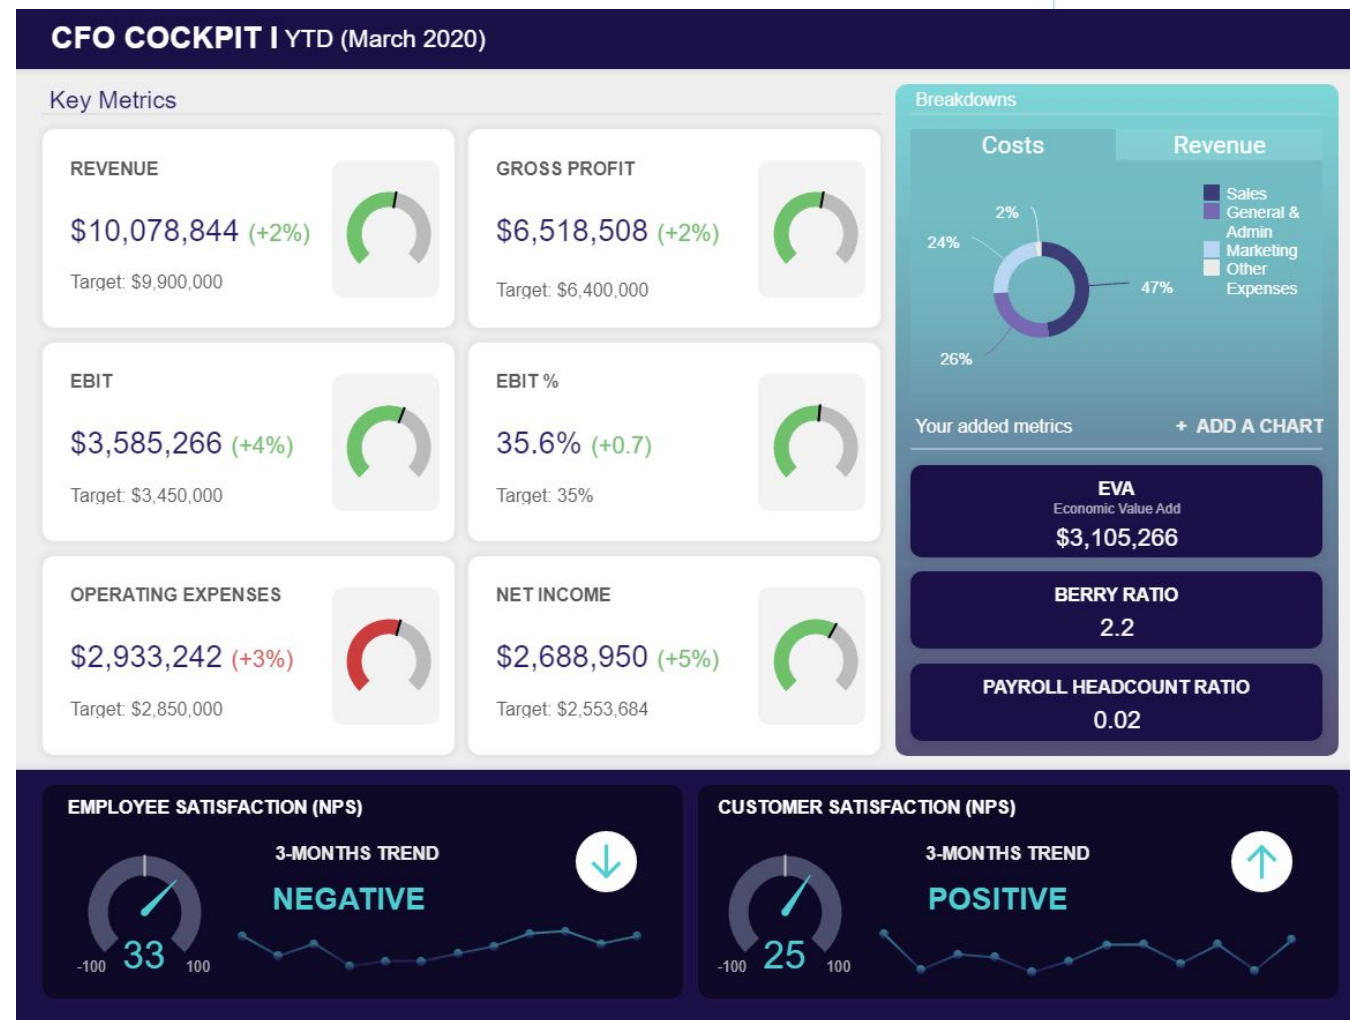 CFO COCKPIT I YTD (March 2020)
Key Metrics
REVENUE
$10,078,844 (+2%)
Target: $9,900,000
GROSS PROFIT
$6,518,508 (+2%)
Target: $6,400,000
EBIT
$3,585,266 (+4%)
Target: $3,450,000
EBIT %
35.6% (+0.7)
Target: 35%
OPERATING EXPENSES
$2,933,242 (+3%)
Target: $2,850,000
NET INCOME
$2,688,950 (+5%)
Target: $2,553,684
Breakdowns
Costs
Revenue
2%
24%
47%
26%
Sales
General &
Admin
Marketing
Other
Expenses
Your added metrics
+ ADD A CHART
EVA
Economic Value Add
$3,105,266
BERRY RATIO
2.2
PAYROLL HEADCOUNT RATIO
0.02
EMPLOYEE SATISFACTION (NPS)
3-MONTHS TREND
NEGATIVE
-100 33 100
CUSTOMER SATISFACTION (NPS)
3-MONTHS TREND
POSITIVE
-100 25 100